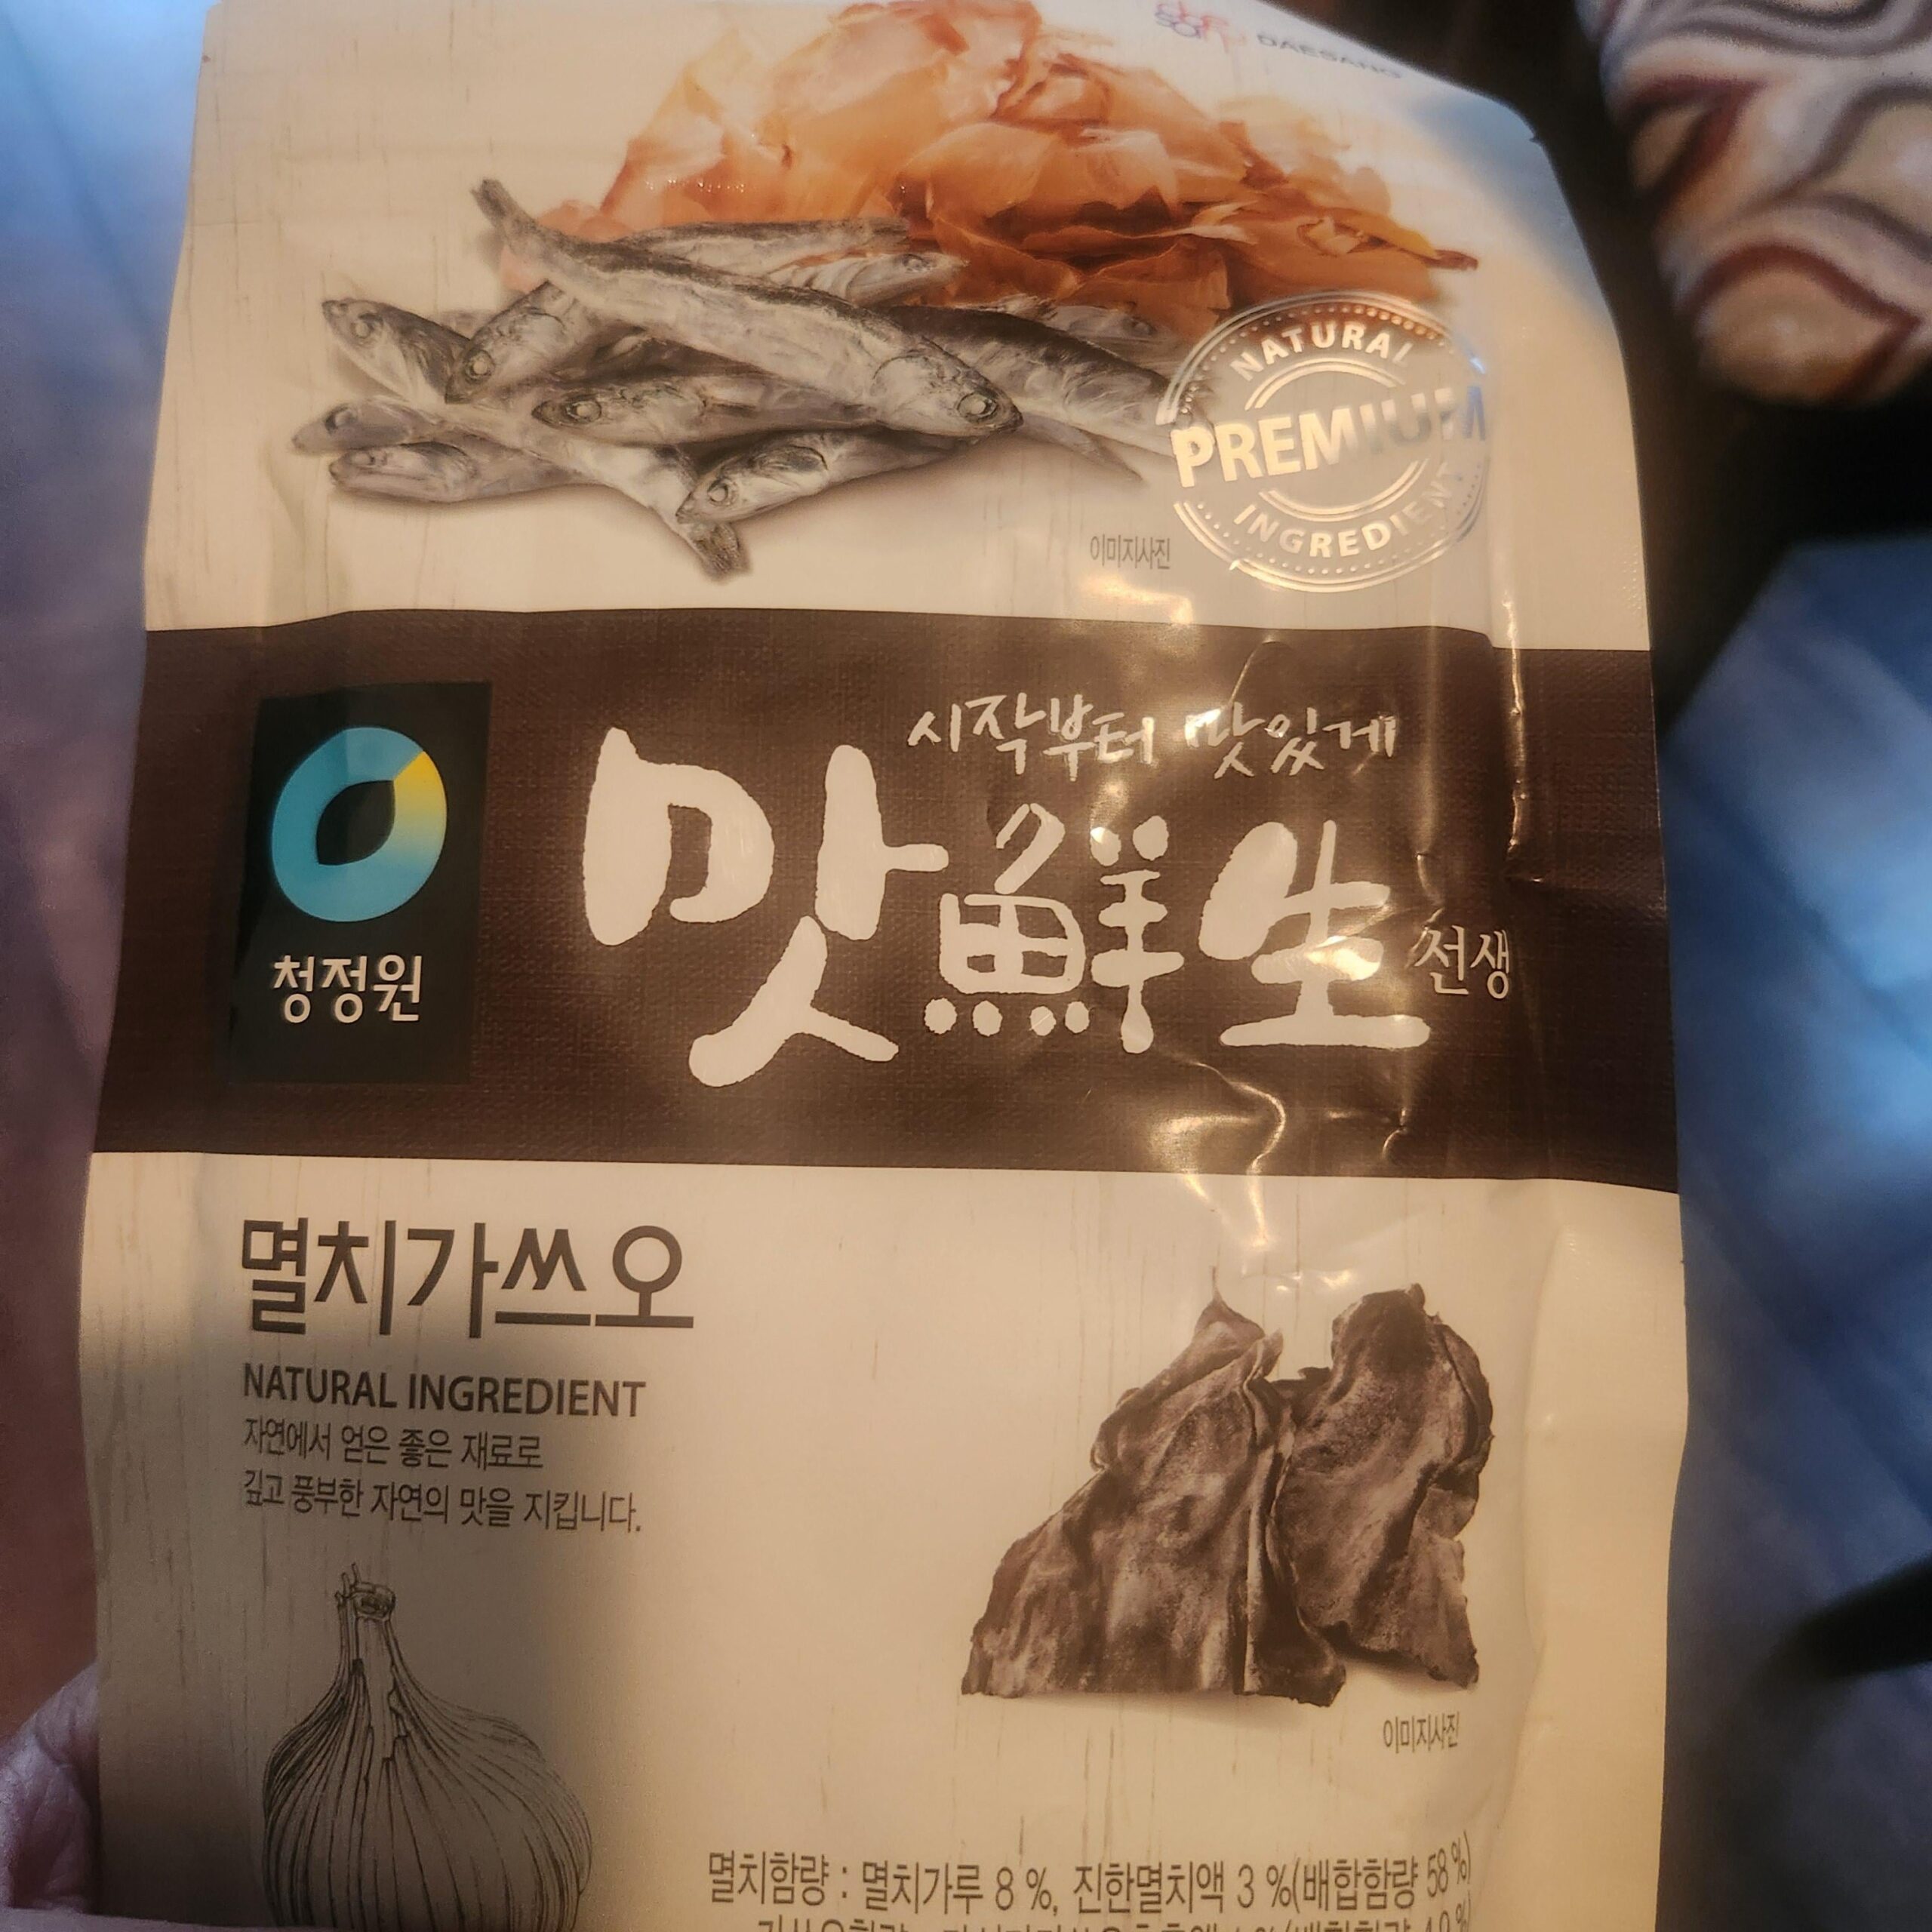 DAESANG
NATURAL
PREMIUM
INGREDIENT
이미지사진
시작부터 맛있게
맛鮮生 선생
청정원
멸치가쓰오
NATURAL INGREDIENT
자연에서 얻은 좋은 재료로
깊고 풍부한 자연의 맛을 지킵니다.
이미지사진
멸치함량 : 멸치가루 8 %, 진한멸치액 3 %(배합함량 58 %)